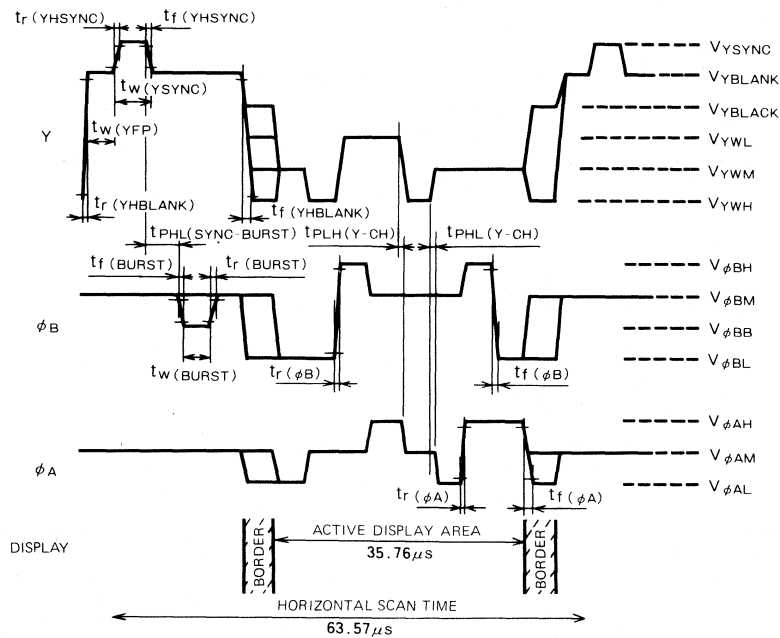 tr(YHSYNC) tf(YHSYNC)
VYSYNC
VYBLANK
tw(YSYNC)
VYBLACK
tw(YFP)
Y
VYWL
VYWM
tr(YHBLANK)
VYWH
tf(YHBLANK)
tPHL(SYNC-BURST) tPLH(Y-CH) tPHL(Y-CH)
tf(BURST) tr(BURST)
VφBH
φB
VφBM
VφBB
VφBL
tw(BURST)
tr(φB) tf(φB)
VφAH
φA
VφAM
VφAL
tr(φA) tf(φA)
DISPLAY
BORDER
ACTIVE DISPLAY AREA
35.76μs
BORDER
HORIZONTAL SCAN TIME
63.57μs